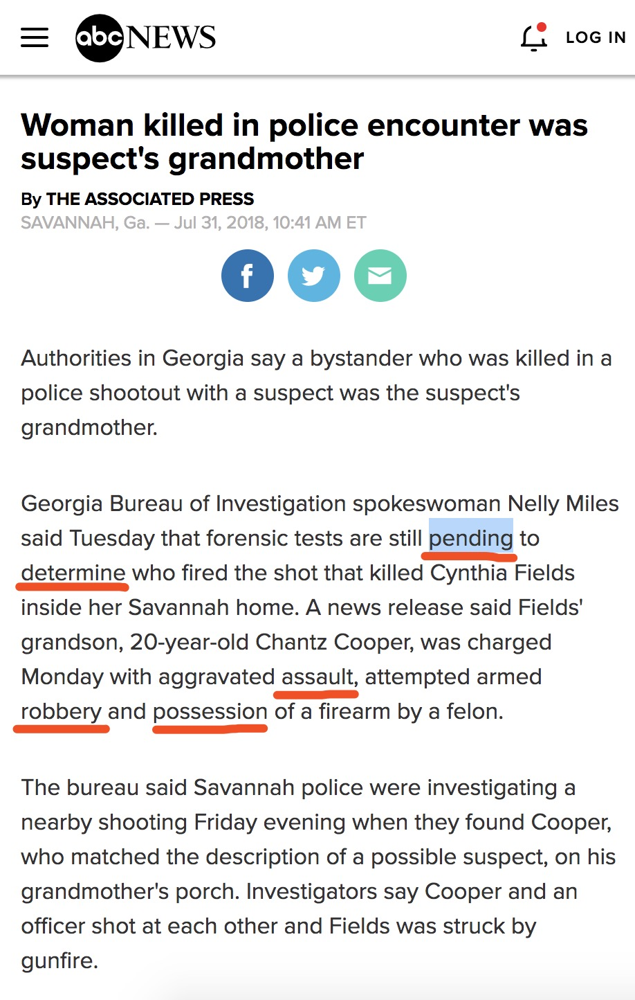 abc NEWS
LOG IN
Woman killed in police encounter was
suspect's grandmother
By THE ASSOCIATED PRESS
SAVANNAH, Ga. — Jul 31, 2018, 10:41 AM ET
f
Authorities in Georgia say a bystander who was killed in a
police shootout with a suspect was the suspect's
grandmother.
Georgia Bureau of Investigation spokeswoman Nelly Miles
said Tuesday that forensic tests are still pending to
determine who fired the shot that killed Cynthia Fields
inside her Savannah home. A news release said Fields'
grandson, 20-year-old Chantz Cooper, was charged
Monday with aggravated assault, attempted armed
robbery and possession of a firearm by a felon.
The bureau said Savannah police were investigating a
nearby shooting Friday evening when they found Cooper,
who matched the description of a possible suspect, on his
grandmother's porch. Investigators say Cooper and an
officer shot at each other and Fields was struck by
gunfire.